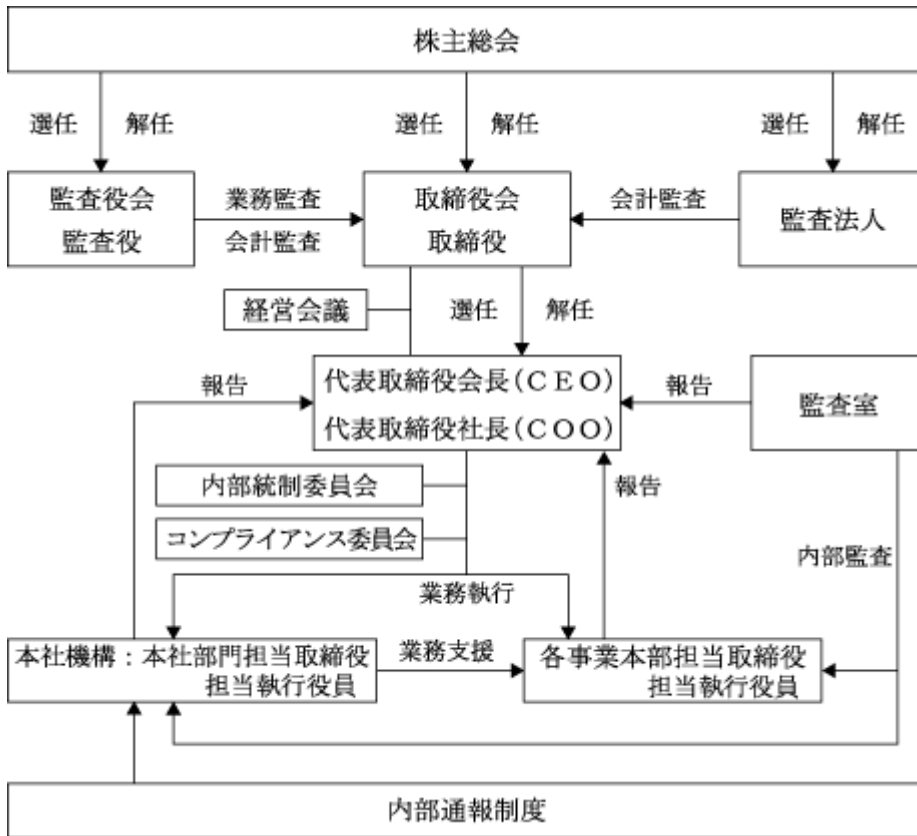 株主総会
選任
解任
選任
解任
選任
解任
監査役会
監査役
業務監査
会計監査
取締役会
取締役
会計監査
監査法人
経営会議
選任
解任
報告
代表取締役会長（ＣＥＯ）
代表取締役社長（ＣＯＯ）
報告
監査室
内部統制委員会
報告
コンプライアンス委員会
内部監査
業務執行
本社機構：本社部門担当取締役
担当執行役員
業務支援
各事業本部担当取締役
担当執行役員
内部通報制度